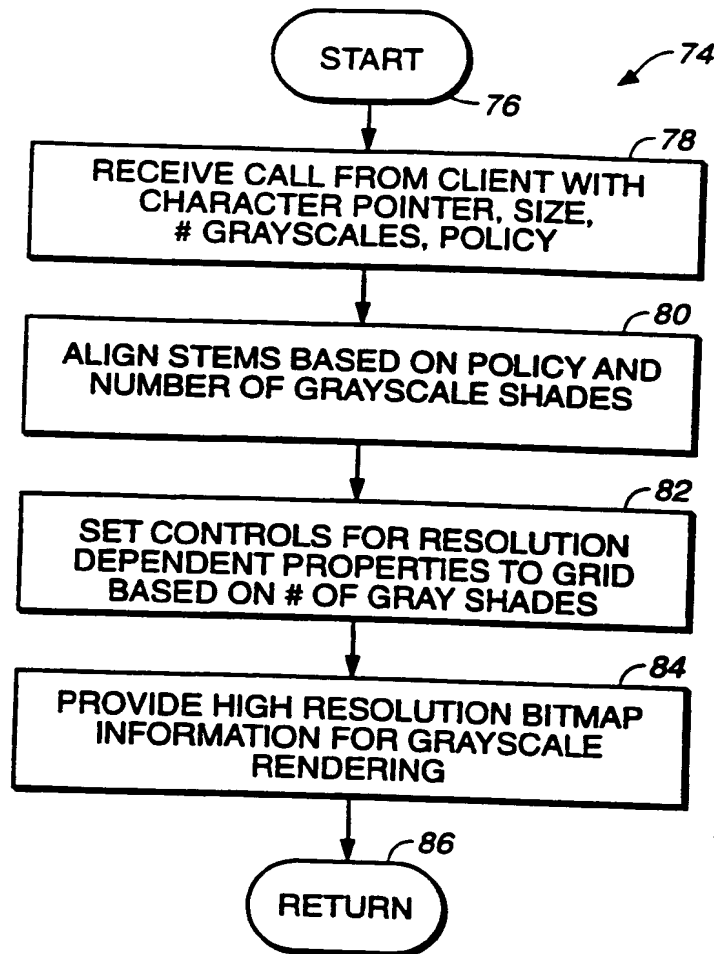 START
74
76
78
RECEIVE CALL FROM CLIENT WITH
CHARACTER POINTER, SIZE,
# GRAYSCALES, POLICY
80
ALIGN STEMS BASED ON POLICY AND
NUMBER OF GRAYSCALE SHADES
82
SET CONTROLS FOR RESOLUTION
DEPENDENT PROPERTIES TO GRID
BASED ON # OF GRAY SHADES
84
PROVIDE HIGH RESOLUTION BITMAP
INFORMATION FOR GRAYSCALE
RENDERING
86
RETURN